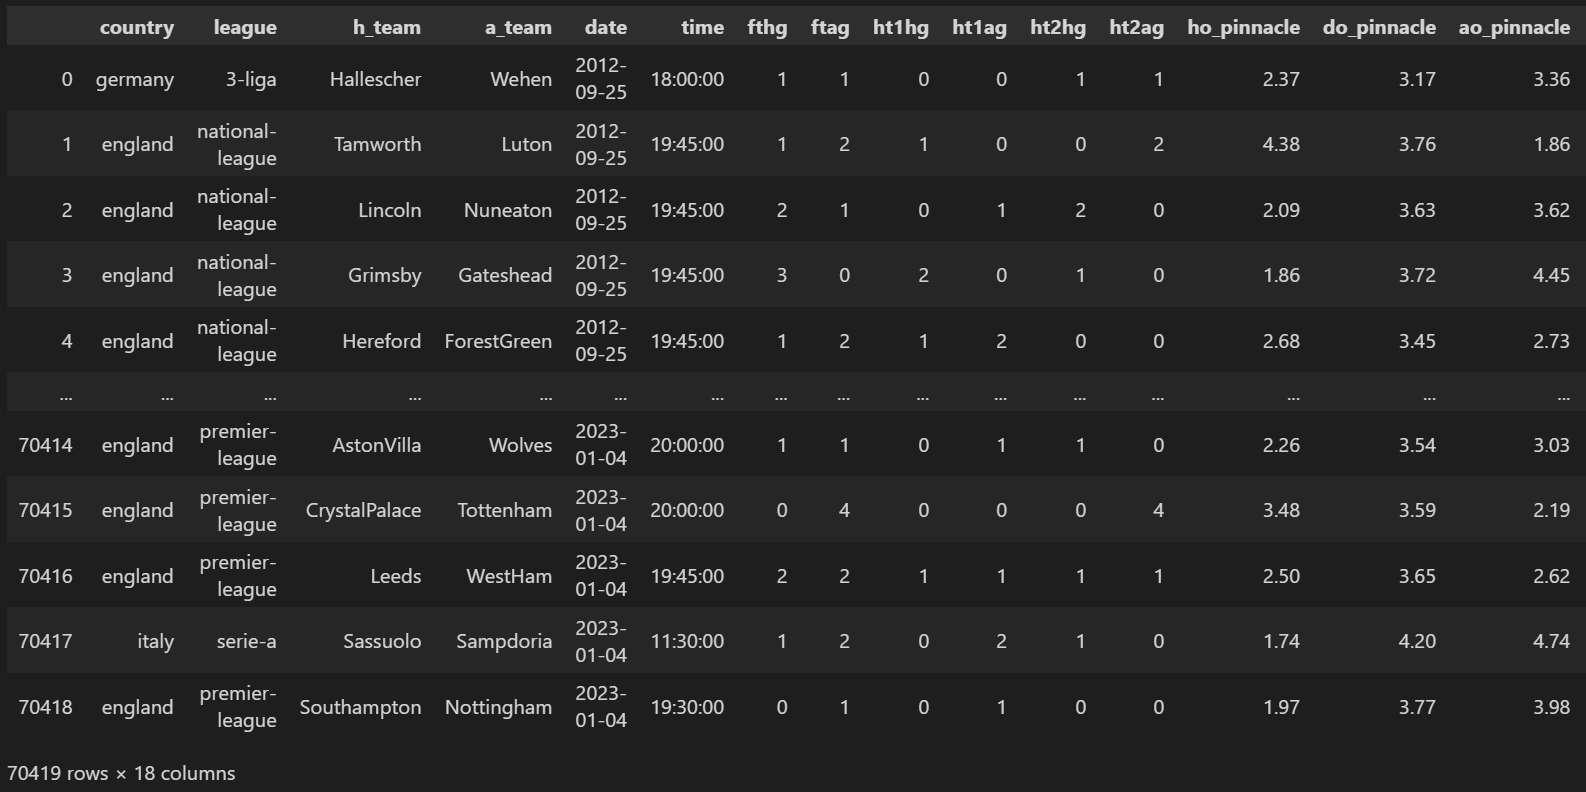 country league h_team a_team date time fthg ftag ht1hg ht1ag ht2hg ht2ag ho_pinnacle do_pinnacle ao_pinnacle
0 germany 3-liga Hallescher Wehen 2012-09-25 18:00:00 1 1 0 0 1 1 2.37 3.17 3.36
1 england national-league Tamworth Luton 2012-09-25 19:45:00 1 2 1 0 0 2 4.38 3.76 1.86
2 england national-league Lincoln Nuneaton 2012-09-25 19:45:00 2 1 0 1 2 0 2.09 3.63 3.62
3 england national-league Grimsby Gateshead 2012-09-25 19:45:00 3 0 2 0 1 0 1.86 3.72 4.45
4 england national-league Hereford ForestGreen 2012-09-25 19:45:00 1 2 1 2 0 0 2.68 3.45 2.73
... ... ... ... ... ... ... ... ... ... ... ... ... ... ... ...
70414 england premier-league AstonVilla Wolves 2023-01-04 20:00:00 1 1 0 1 1 0 2.26 3.54 3.03
70415 england premier-league CrystalPalace Tottenham 2023-01-04 20:00:00 0 4 0 0 0 4 3.48 3.59 2.19
70416 england premier-league Leeds WestHam 2023-01-04 19:45:00 2 2 1 1 1 1 2.50 3.65 2.62
70417 italy serie-a Sassuolo Sampdoria 2023-01-04 11:30:00 1 2 0 2 1 0 1.74 4.20 4.74
70418 england premier-league Southampton Nottingham 2023-01-04 19:30:00 0 1 0 1 0 0 1.97 3.77 3.98
70419 rows × 18 columns